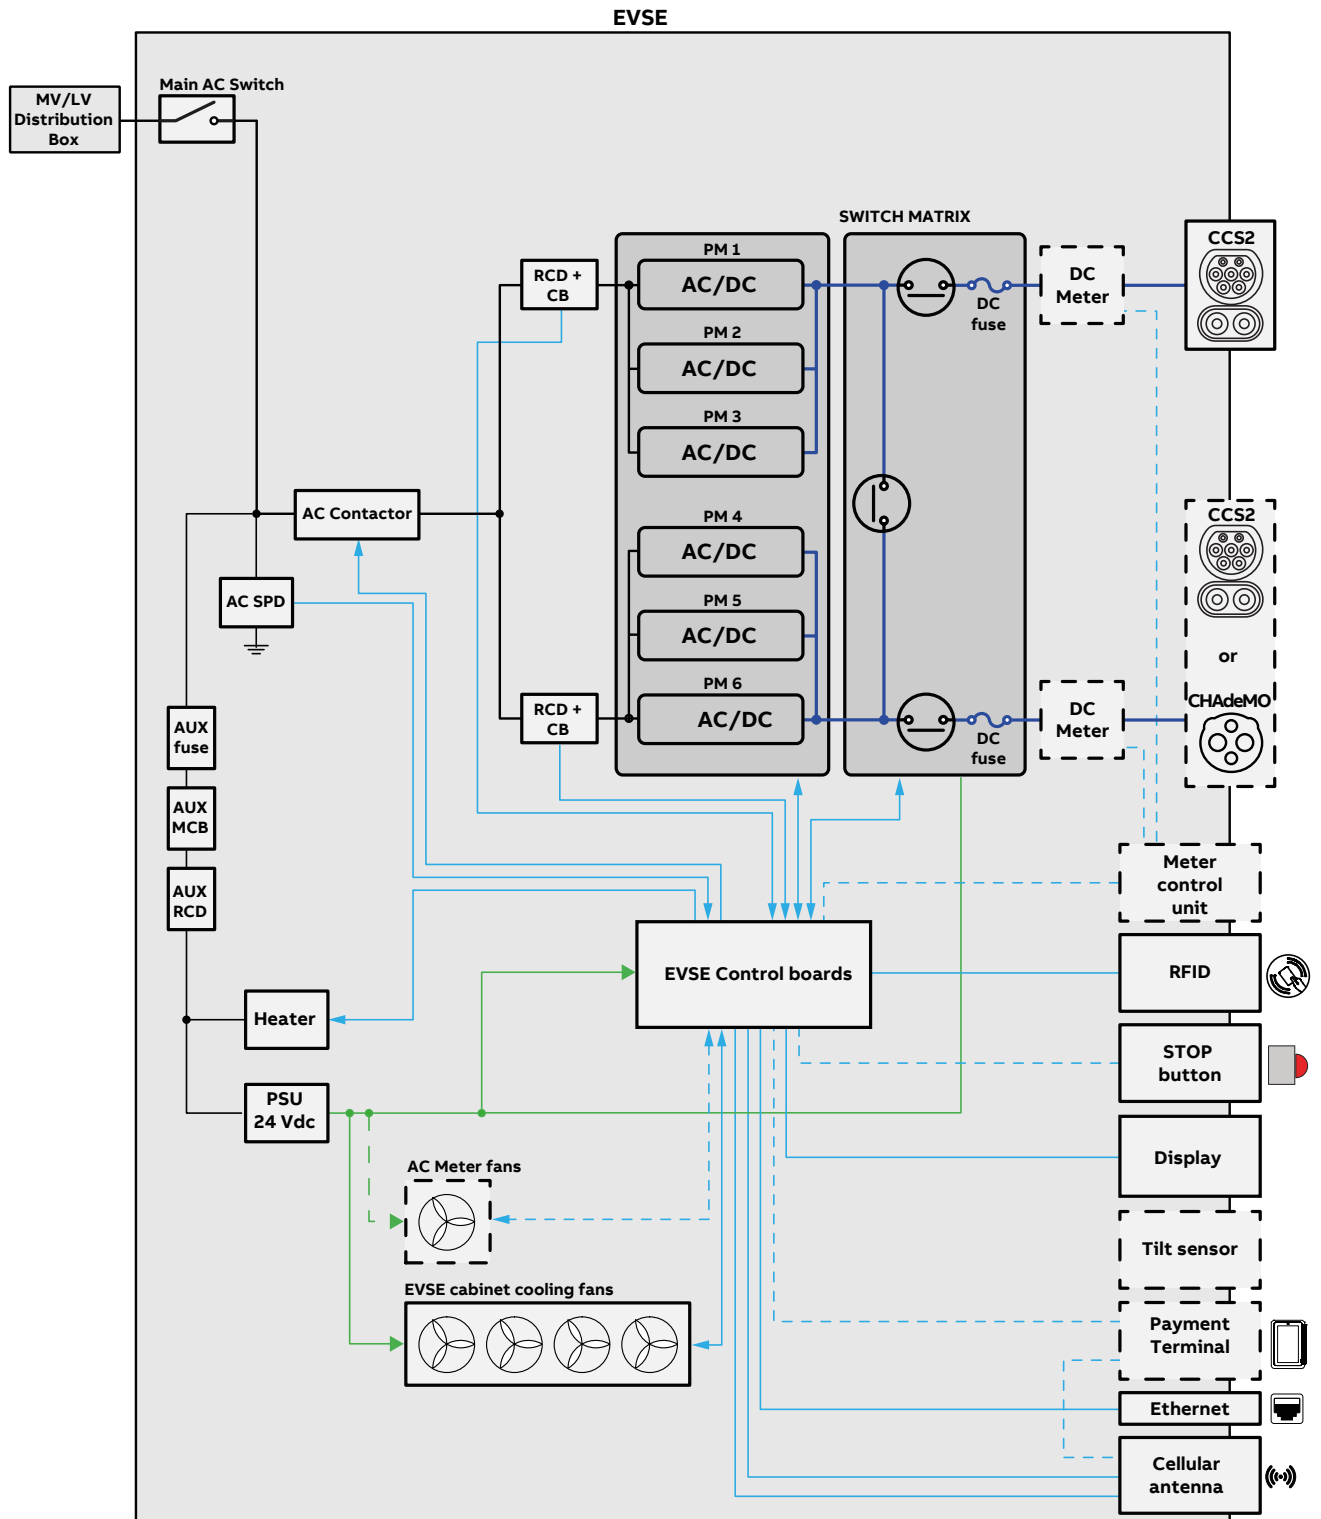 EVSE
Main AC Switch
MV/LV
Distribution
Box
SWITCH MATRIX
PM 1
AC/DC
PM 2
AC/DC
PM 3
AC/DC
PM 4
AC/DC
PM 5
AC/DC
PM 6
AC/DC
RCD +
CB
RCD +
CB
DC
fuse
DC
fuse
DC
Meter
DC
Meter
CCS2
CCS2
or
CHAdeMO
AC Contactor
AC SPD
AUX
fuse
AUX
MCB
AUX
RCD
Heater
PSU
24 Vdc
EVSE Control boards
AC Meter fans
EVSE cabinet cooling fans
Meter
control
unit
RFID
STOP
button
Display
Tilt sensor
Payment
Terminal
Ethernet
Cellular
antenna